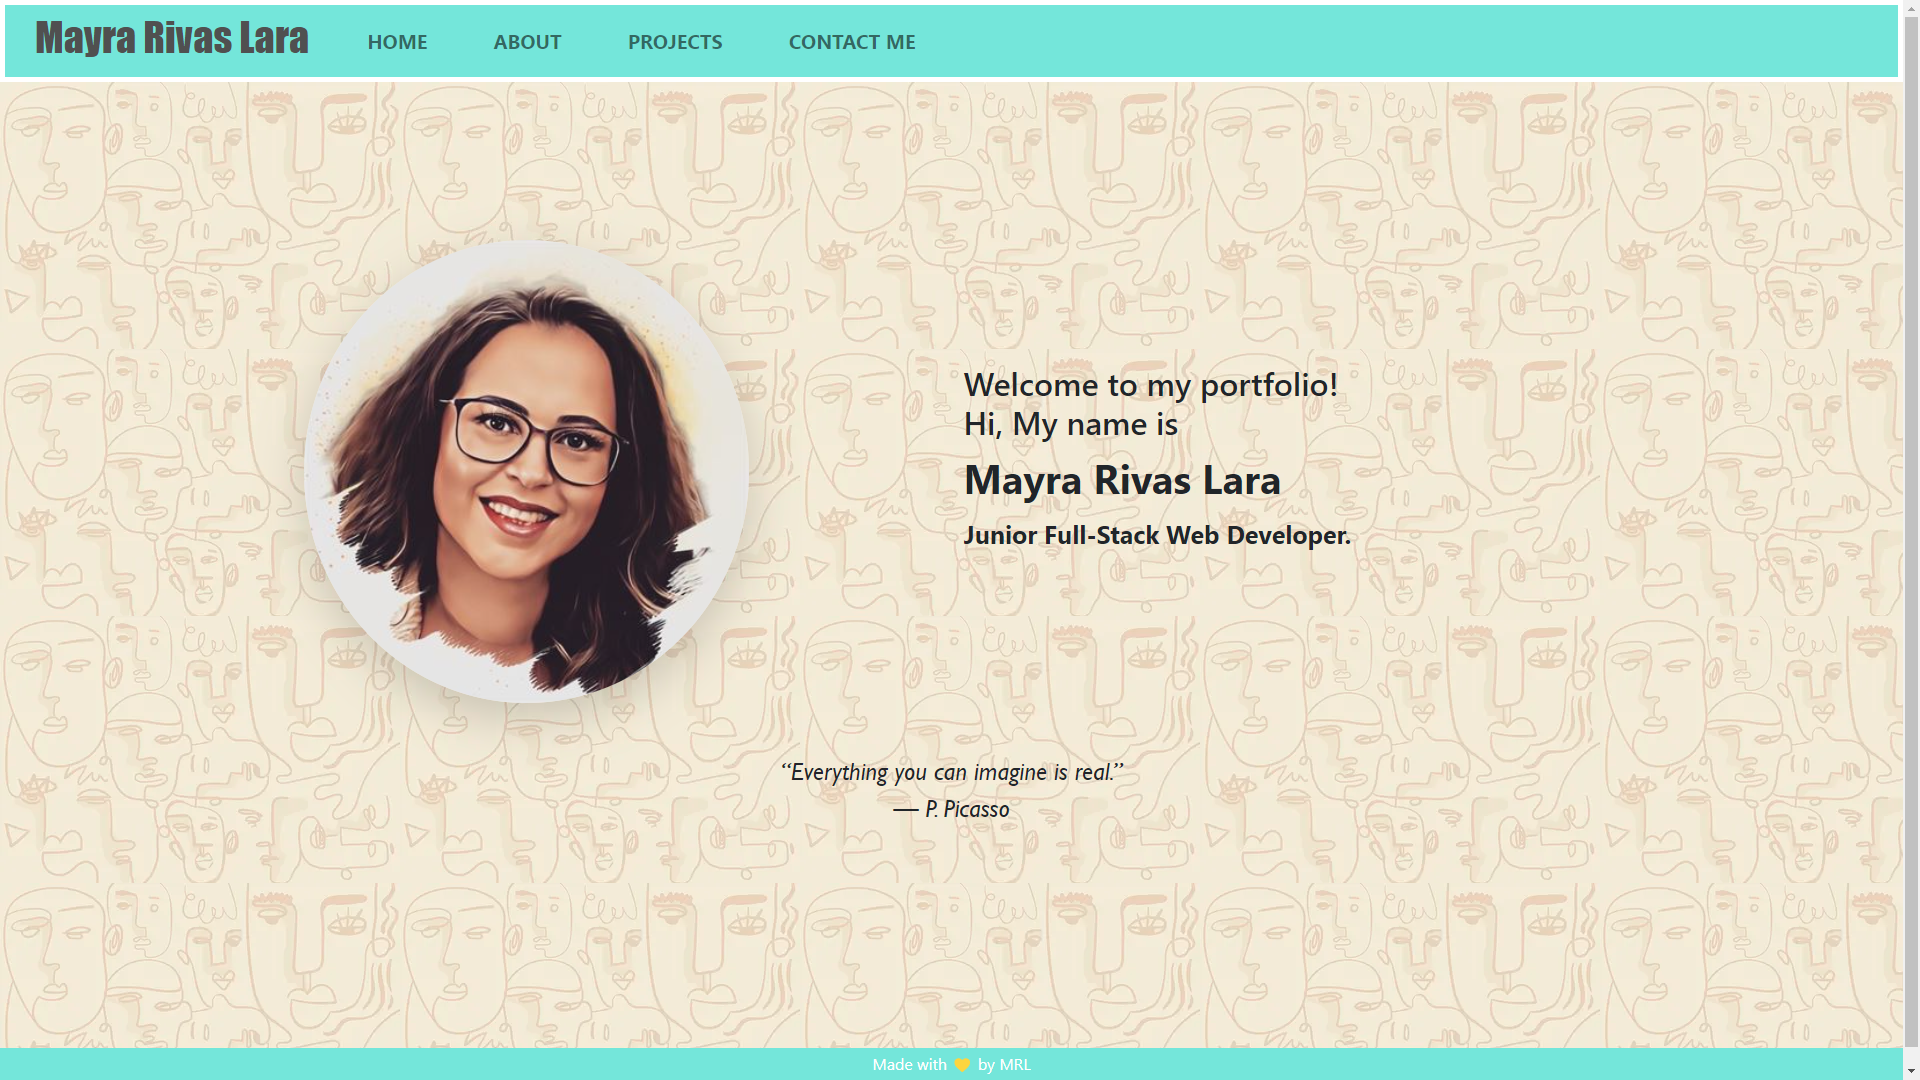 Mayra Rivas Lara
HOME
ABOUT
PROJECTS
CONTACT ME
Welcome to my portfolio!
Hi, My name is
Mayra Rivas Lara
Junior Full-Stack Web Developer.
“Everything you can imagine is real.”
— P. Picasso
Made with 💛 by MRL